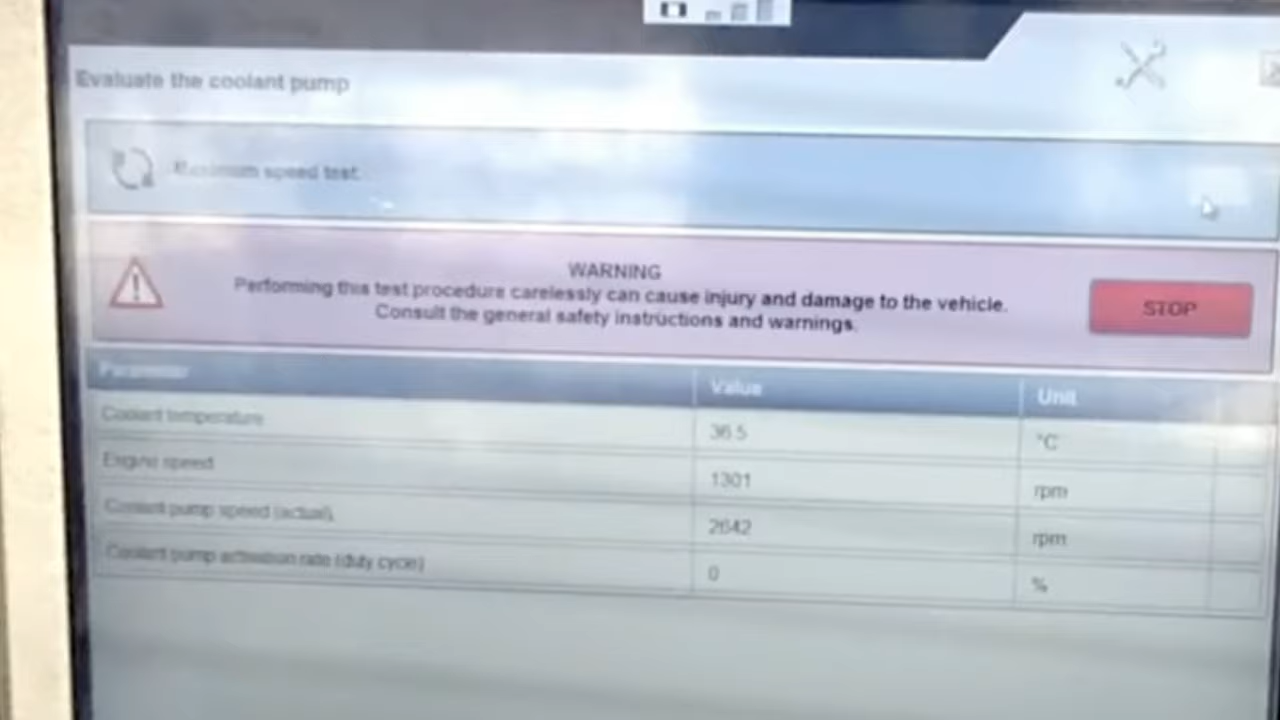 Evaluate the coolant pump
Maximum speed test
WARNING
Performing this test procedure carelessly can cause injury and damage to the vehicle.
Consult the general safety instructions and warnings.
STOP
Parameter Value Unit
Coolant temperature 36.5 °C
Engine speed 1301 rpm
Coolant pump speed (actual) 2642 rpm
Coolant pump activation rate (duty cycle) 0 %